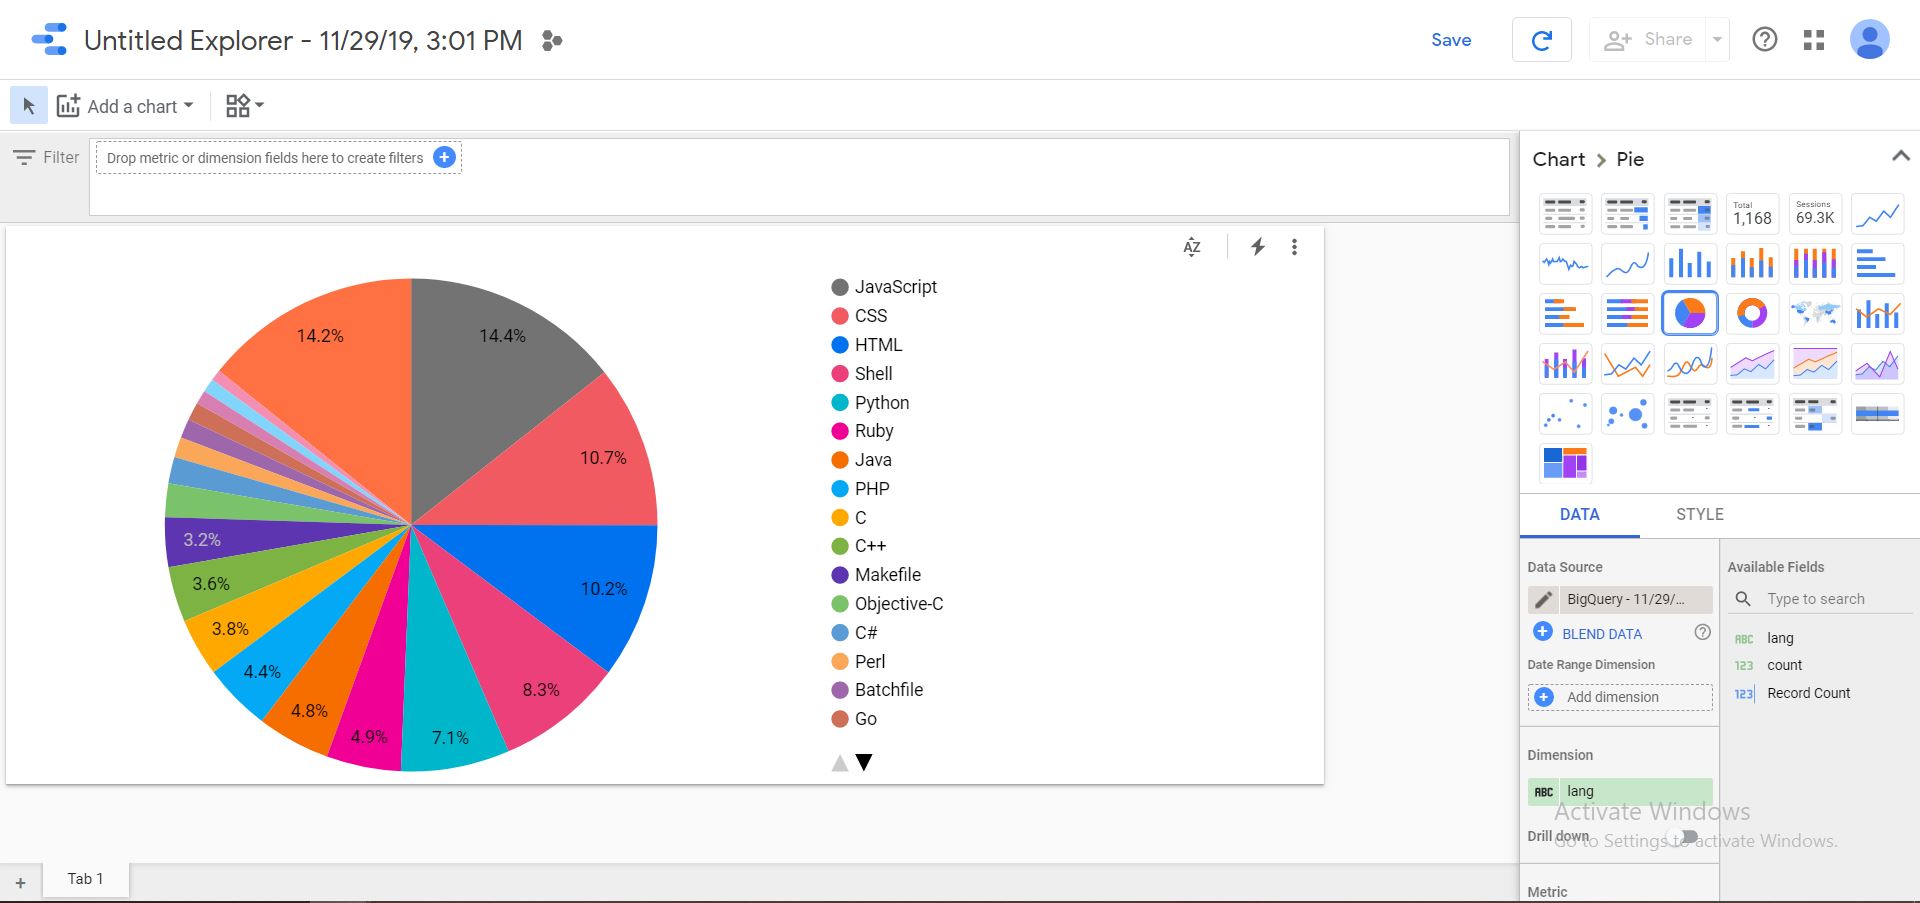 Untitled Explorer - 11/29/19, 3:01 PM
Save
Share
Add a chart
Filter
Drop metric or dimension fields here to create filters
Chart > Pie
Total
1,168
Sessions
69.3K
AZ
14.2%
14.4%
10.7%
10.2%
8.3%
7.1%
4.9%
4.8%
4.4%
3.8%
3.6%
3.2%
JavaScript
CSS
HTML
Shell
Python
Ruby
Java
PHP
C
C++
Makefile
Objective-C
C#
Perl
Batchfile
Go
DATA
STYLE
Data Source
BigQuery - 11/29/...
BLEND DATA
Date Range Dimension
Add dimension
Dimension
ABC lang
Drill down
Metric
Available Fields
Type to search
ABC lang
123 count
123 Record Count
Activate Windows
Go to Settings to activate Windows.
+ Tab 1